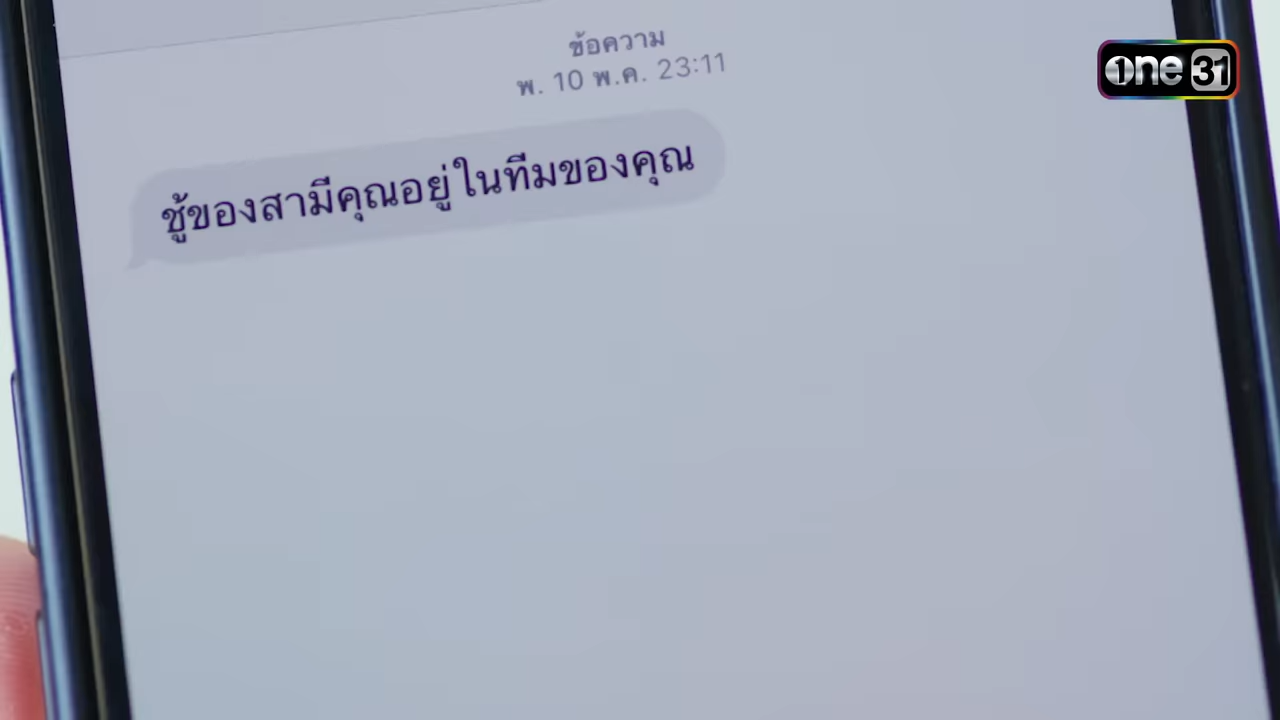 ข้อความ
one 31
พ. 10 พ.ค. 23:11
ชู้ของสามีคุณอยู่ในทีมของคุณ